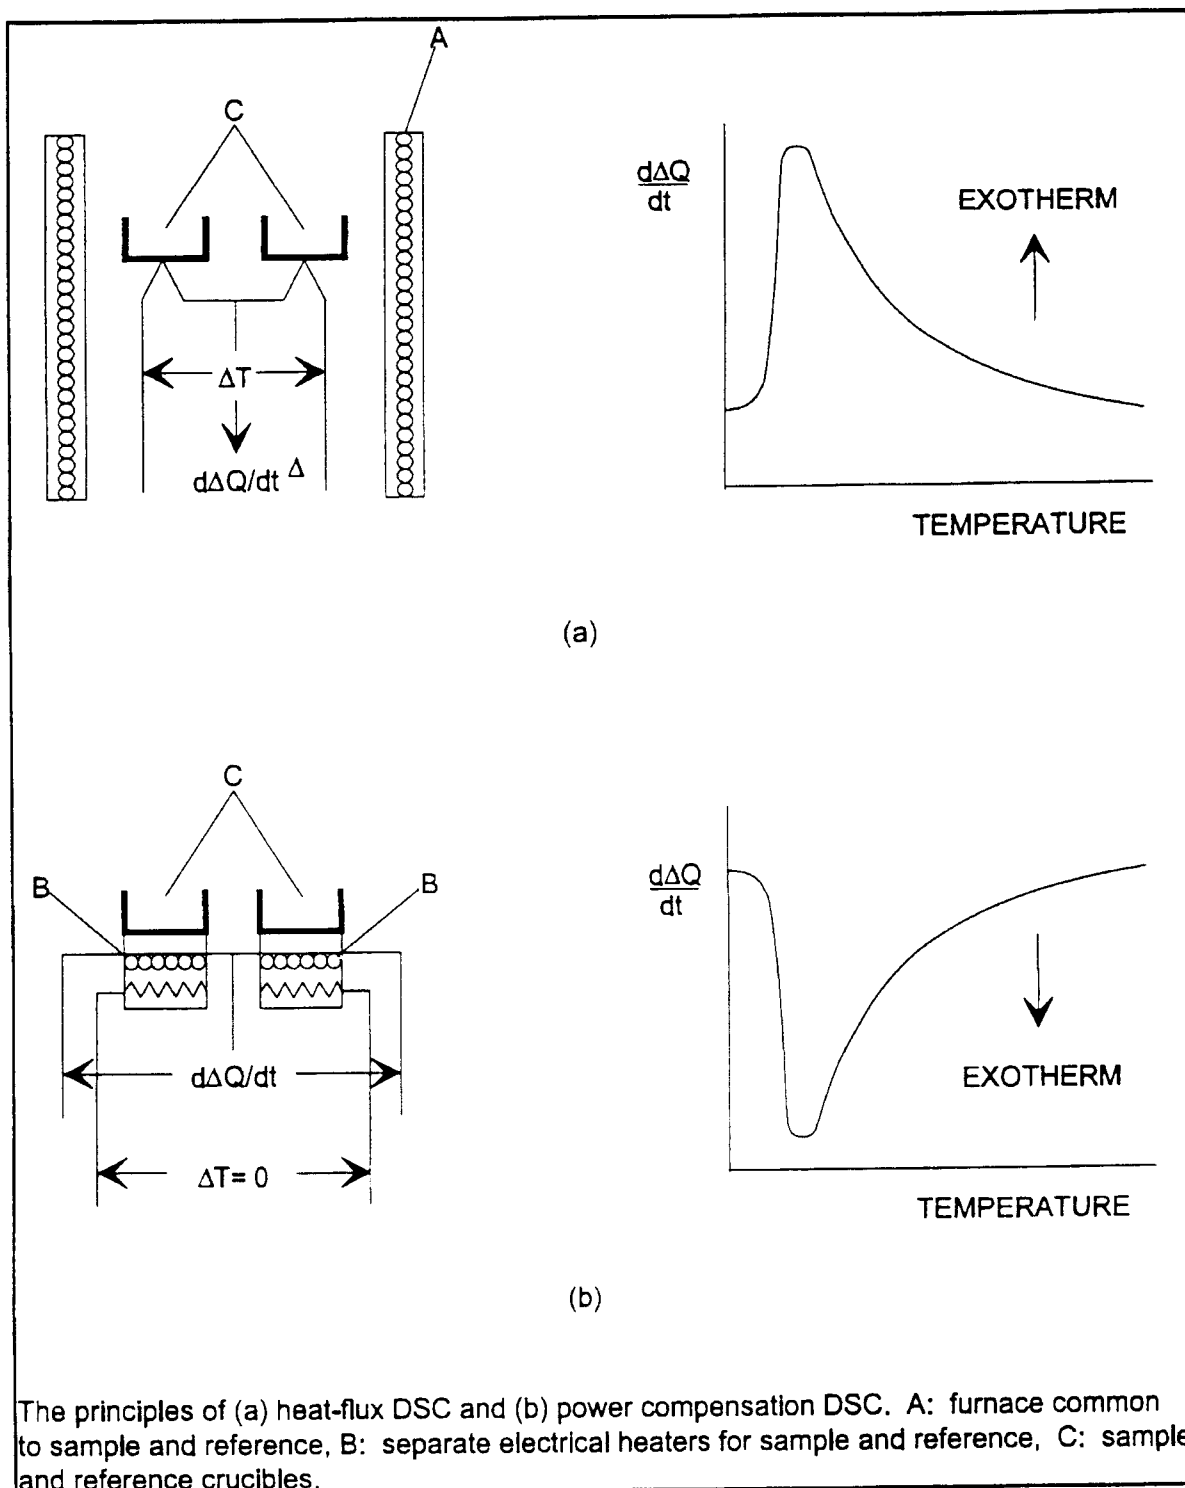 A
C
dΔQ
dt
EXOTHERM
ΔT
dΔQ/dt Δ
TEMPERATURE
(a)
C
B
B
dΔQ
dt
dΔQ/dt
EXOTHERM
ΔT= 0
TEMPERATURE
(b)
The principles of (a) heat-flux DSC and (b) power compensation DSC. A: furnace common
to sample and reference, B: separate electrical heaters for sample and reference, C: sample
and reference crucibles.